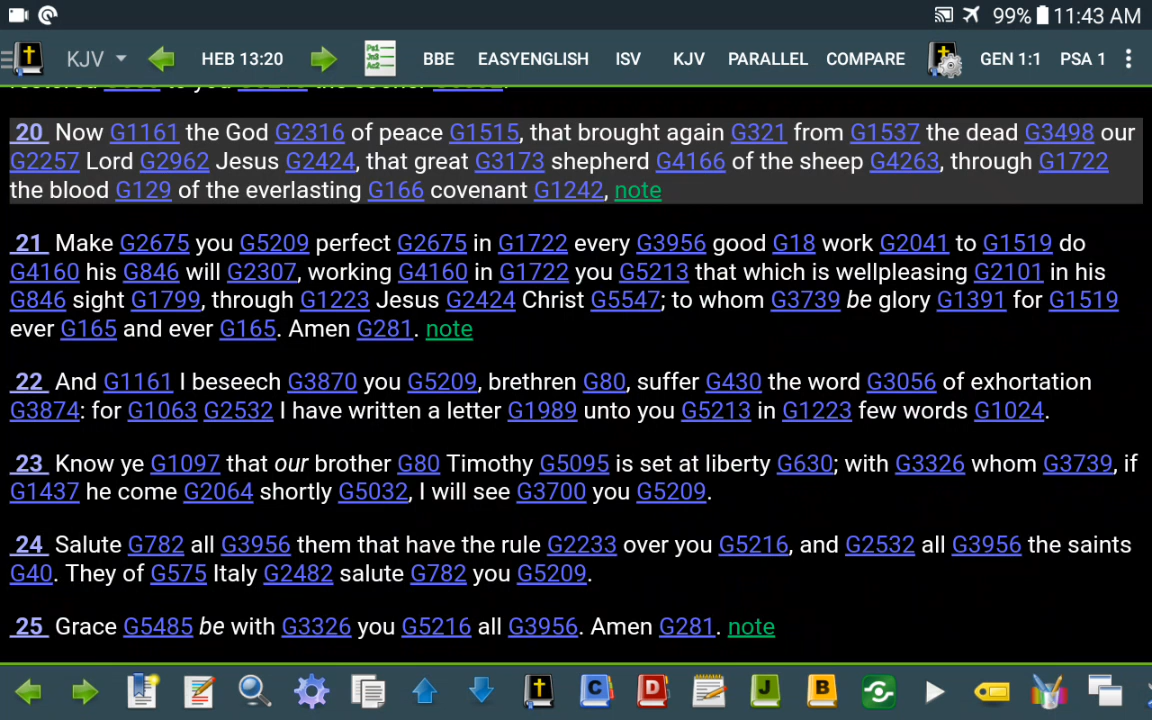 99% 11:43 AM
KJV HEB 13:20 BBE EASYENGLISH ISV KJV PARALLEL COMPARE GEN 1:1 PSA 1
20 Now G1161 the God G2316 of peace G1515, that brought again G321 from G1537 the dead G3498 our
G2257 Lord G2962 Jesus G2424, that great G3173 shepherd G4166 of the sheep G4263, through G1722
the blood G129 of the everlasting G166 covenant G1242, note
21 Make G2675 you G5209 perfect G2675 in G1722 every G3956 good G18 work G2041 to G1519 do
G4160 his G846 will G2307, working G4160 in G1722 you G5213 that which is wellpleasing G2101 in his
G846 sight G1799, through G1223 Jesus G2424 Christ G5547; to whom G3739 be glory G1391 for G1519
ever G165 and ever G165. Amen G281. note
22 And G1161 I beseech G3870 you G5209, brethren G80, suffer G430 the word G3056 of exhortation
G3874: for G1063 G2532 I have written a letter G1989 unto you G5213 in G1223 few words G1024.
23 Know ye G1097 that our brother G80 Timothy G5095 is set at liberty G630; with G3326 whom G3739, if
G1437 he come G2064 shortly G5032, I will see G3700 you G5209.
24 Salute G782 all G3956 them that have the rule G2233 over you G5216, and G2532 all G3956 the saints
G40. They of G575 Italy G2482 salute G782 you G5209.
25 Grace G5485 be with G3326 you G5216 all G3956. Amen G281. note
C D J B